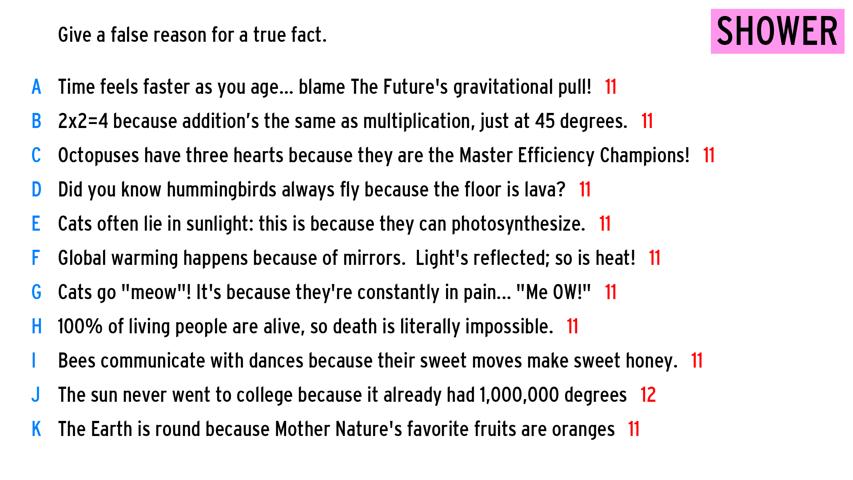 Give a false reason for a true fact.
SHOWER
A Time feels faster as you age... blame The Future's gravitational pull! 11
B 2x2=4 because addition’s the same as multiplication, just at 45 degrees. 11
C Octopuses have three hearts because they are the Master Efficiency Champions! 11
D Did you know hummingbirds always fly because the floor is lava? 11
E Cats often lie in sunlight: this is because they can photosynthesize. 11
F Global warming happens because of mirrors. Light's reflected; so is heat! 11
G Cats go "meow"! It's because they're constantly in pain... "Me OW!" 11
H 100% of living people are alive, so death is literally impossible. 11
I Bees communicate with dances because their sweet moves make sweet honey. 11
J The sun never went to college because it already had 1,000,000 degrees 12
K The Earth is round because Mother Nature's favorite fruits are oranges 11